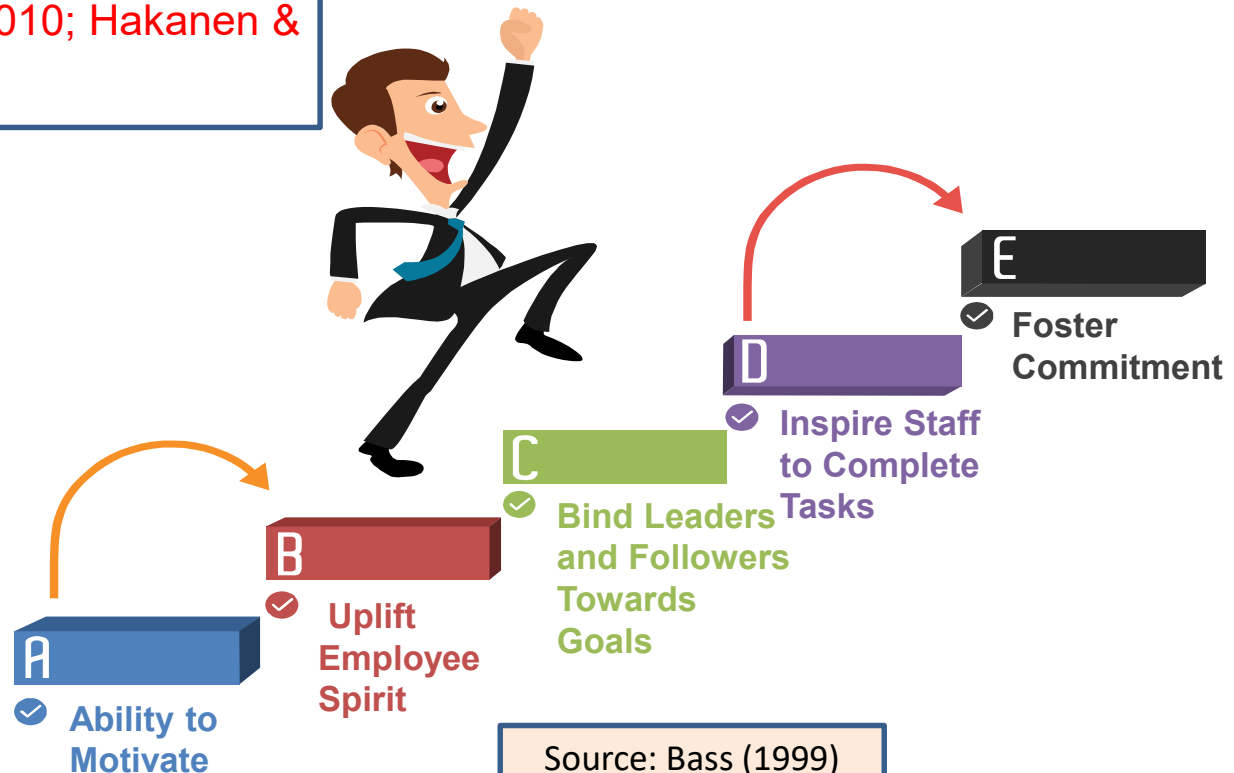 010; Hakanen &
A
Ability to
Motivate
B
Uplift
Employee
Spirit
C
Bind Leaders
and Followers
Towards
Goals
D
Inspire Staff
to Complete
Tasks
E
Foster
Commitment
Source: Bass (1999)